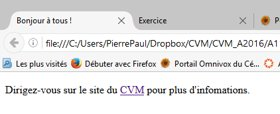 Bonjour à tous !
Exercice
P
file:///C:/Users/PierrePaul/Dropbox/CVM/CVM_A2016/A1
Les plus visités
Débuter avec Firefox
Portail Omnivox du Cé
Dirigez-vous sur le site du CVM pour plus d'infomations.